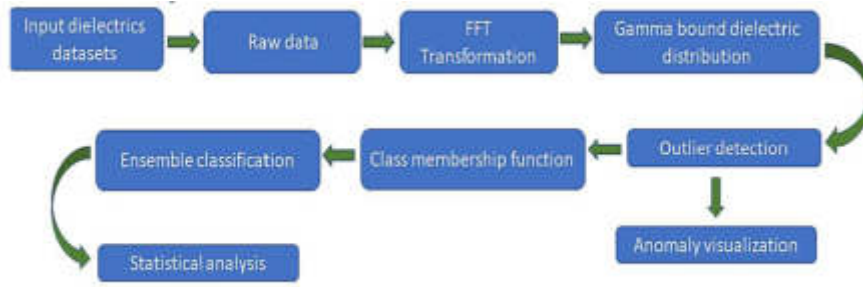 Input dielectrics
datasets
Raw data
FFT
Transformation
Gamma bound dielectric
distribution
Outlier detection
Class membership function
Ensemble classification
Anomaly visualization
Statistical analysis